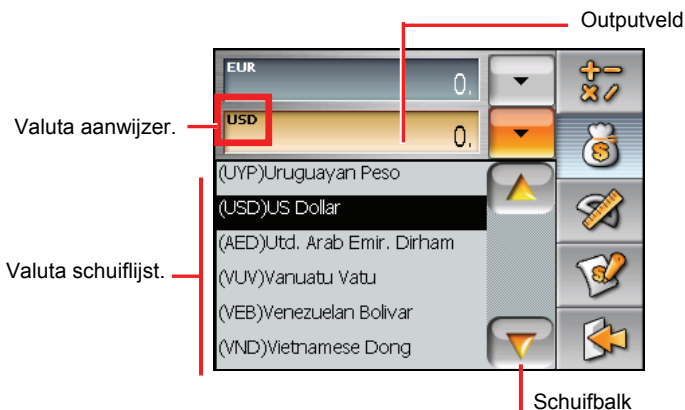 Outputveld
EUR
0.
Valuta aanwijzer.
USD
0.
(UYP)Uruguayan Peso
(USD)US Dollar
(AED)Utd. Arab Emir. Dirham
Valuta schuiflijst.
(VUV)Vanuatu Vatu
(VEB)Venezuelan Bolivar
(VND)Vietnamese Dong
Schuifbalk